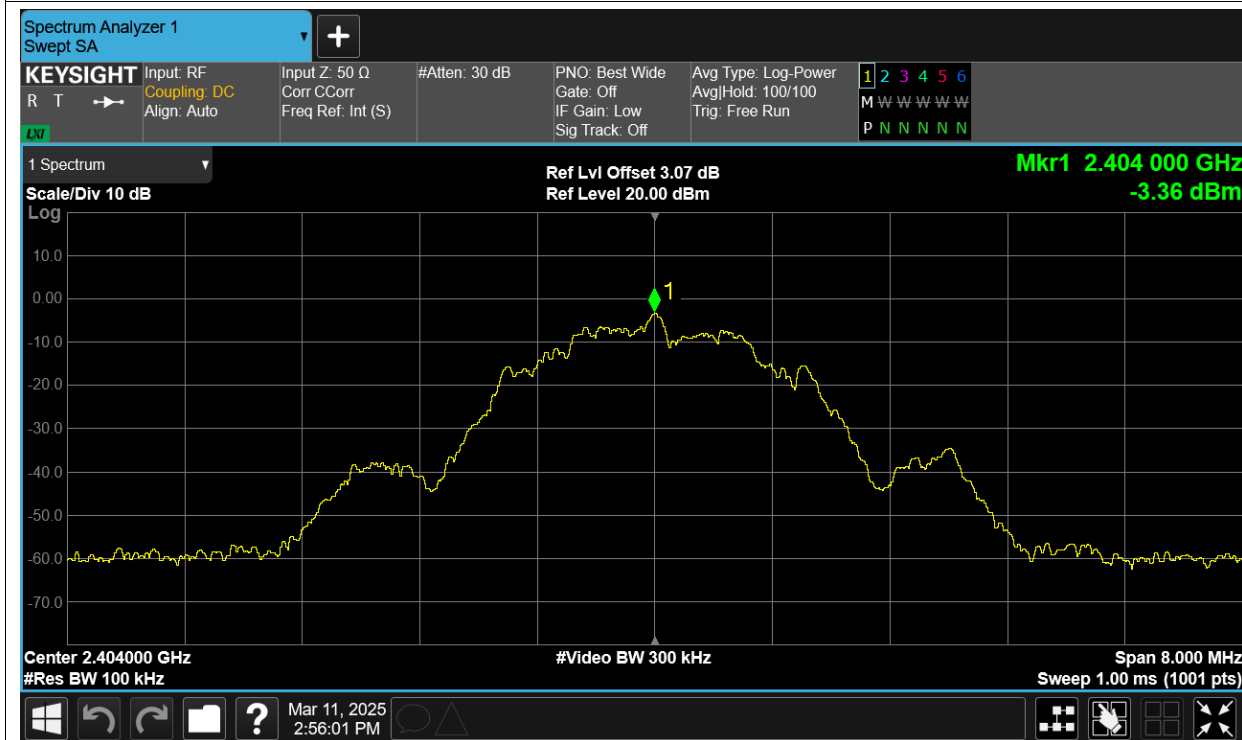 Spectrum Analyzer 1
Swept SA
+
KEYSIGHT
R T
LXI
Input: RF
Coupling: DC
Align: Auto
Input Z: 50 Ω
Corr CCorr
Freq Ref: Int (S)
#Atten: 30 dB
PNO: Best Wide
Gate: Off
IF Gain: Low
Sig Track: Off
Avg Type: Log-Power
Avg|Hold: 100/100
Trig: Free Run
1 2 3 4 5 6
M W W W W W
P N N N N N
1 Spectrum
Scale/Div 10 dB
Log
Ref Lvl Offset 3.07 dB
Ref Level 20.00 dBm
Mkr1 2.404 000 GHz
-3.36 dBm
1
10.0
0.00
-10.0
-20.0
-30.0
-40.0
-50.0
-60.0
-70.0
Center 2.404000 GHz
#Res BW 100 kHz
#Video BW 300 kHz
Span 8.000 MHz
Sweep 1.00 ms (1001 pts)
?
Mar 11, 2025
2:56:01 PM